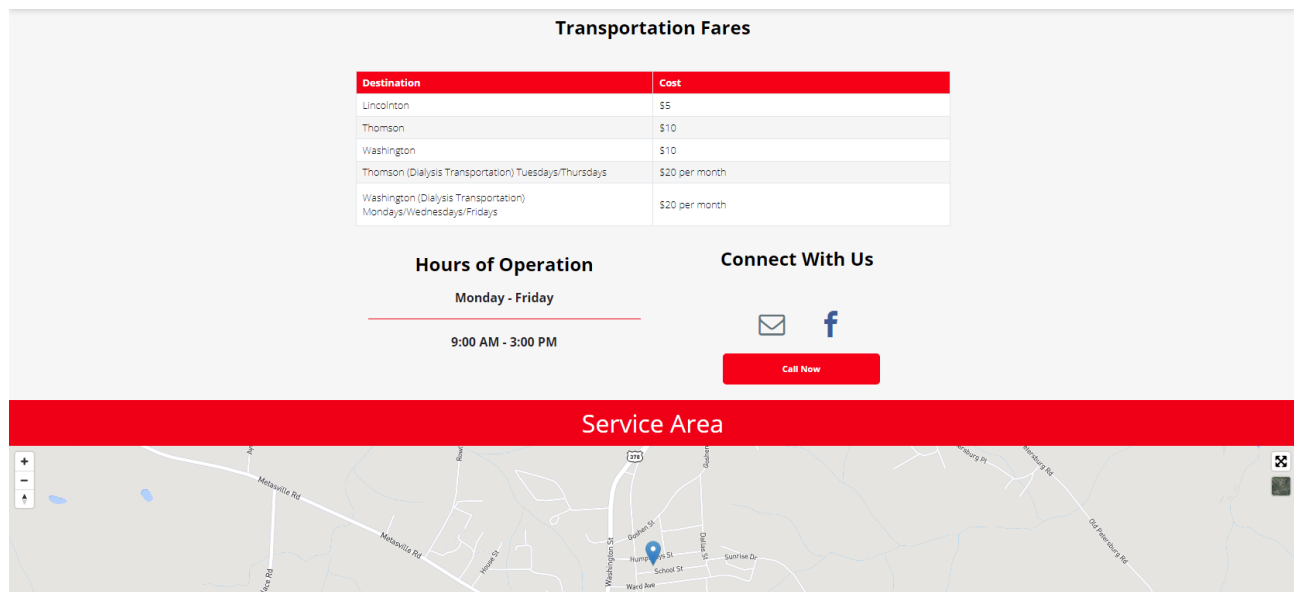 Transportation Fares
Destination Cost
Lincolnton $5
Thomson $10
Washington $10
Thomson (Dialysis Transportation) Tuesdays/Thursdays $20 per month
Washington (Dialysis Transportation)
Mondays/Wednesdays/Fridays $20 per month
Hours of Operation
Monday - Friday
9:00 AM - 3:00 PM
Connect With Us
Call Now
Service Area
378
Goshen
Metasville Rd
Metasville Rd
House St
Washington St
Goshen St
Dallas St
School St
Ward Ave
Sunrise Dr
Old Petersburg Rd